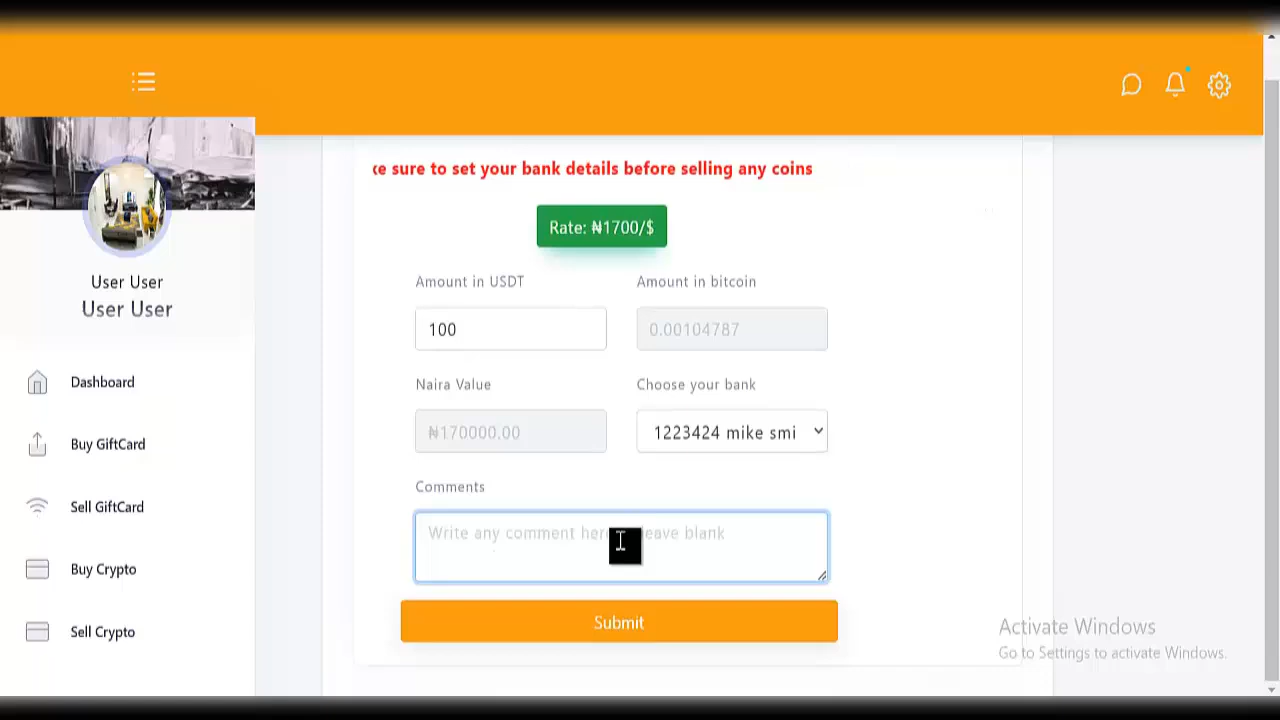 ke sure to set your bank details before selling any coins
Rate: ₦1700/$
Amount in USDT
Amount in bitcoin
100
0.00104787
Naira Value
Choose your bank
₦170000.00
1223424 mike smi
Comments
Write any comment here leave blank
Submit
User User
User User
Dashboard
Buy GiftCard
Sell GiftCard
Buy Crypto
Sell Crypto
Activate Windows
Go to Settings to activate Windows.